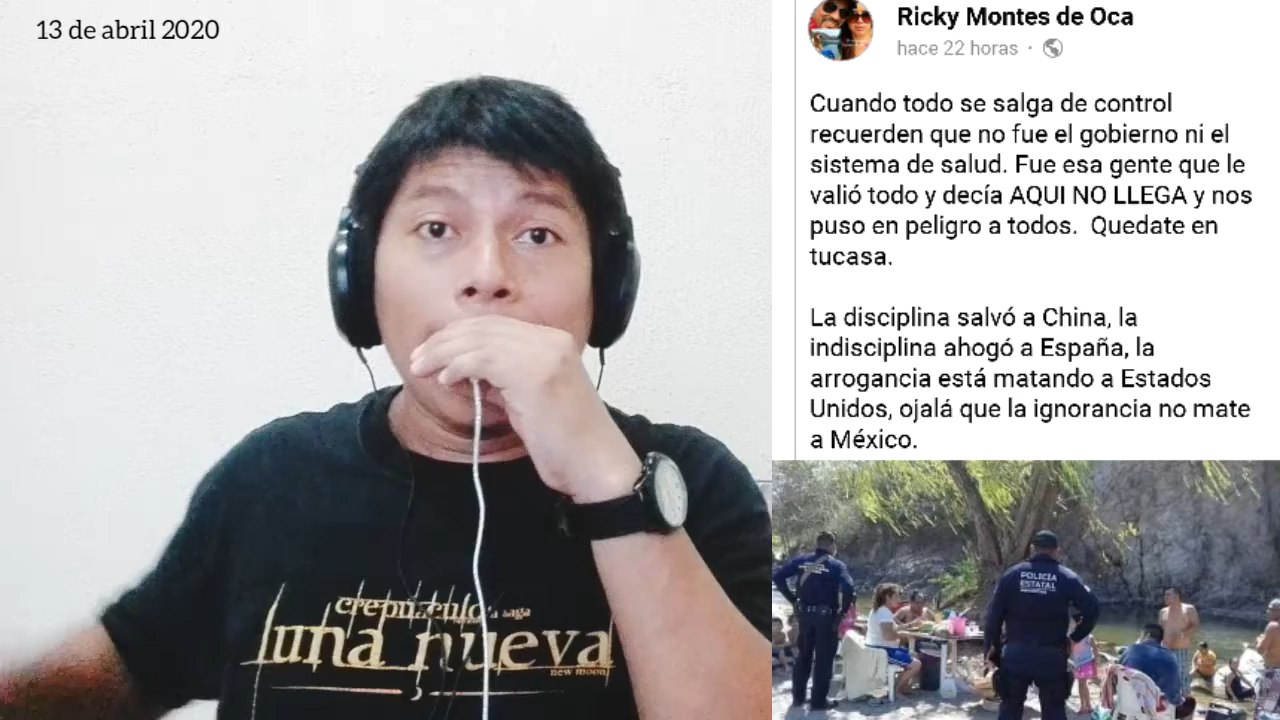 13 de abril 2020
Ricky Montes de Oca
hace 22 horas ·
Cuando todo se salga de control
recuerden que no fue el gobierno ni el
sistema de salud. Fue esa gente que le
valió todo y decía AQUI NO LLEGA y nos
puso en peligro a todos. Quedate en
tucasa.
La disciplina salvó a China, la
indisciplina ahogó a España, la
arrogancia está matando a Estados
Unidos, ojalá que la ignorancia no mate
a México.
crepúsculo la saga
luna nueva
new moon
POLICIA
ESTATAL